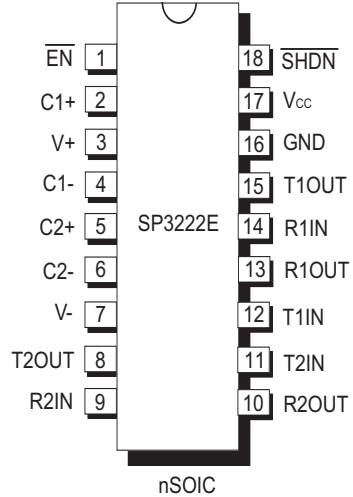 EN 1 18 SHDN
C1+ 2 17 Vcc
V+ 3 16 GND
C1- 4 15 T1OUT
C2+ 5 SP3222E 14 R1IN
C2- 6 13 R1OUT
V- 7 12 T1IN
T2OUT 8 11 T2IN
R2IN 9 10 R2OUT
nSOIC